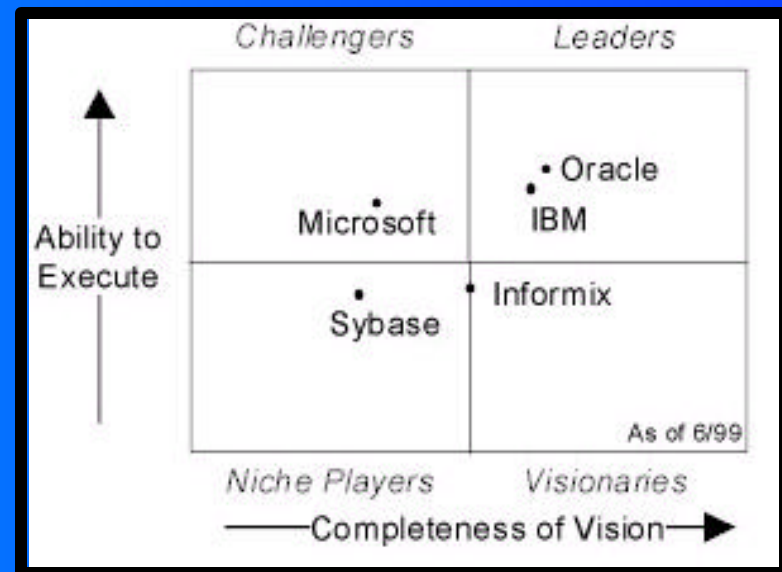 Challengers Leaders
Oracle
IBM
Microsoft
Ability to
Execute
Informix
Sybase
As of 6/99
Niche Players Visionaries
Completeness of Vision